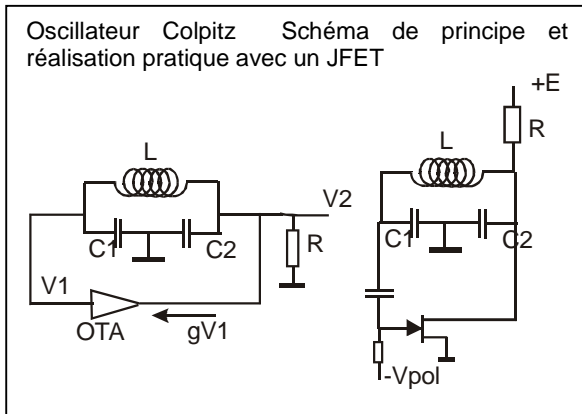 Oscillateur Colpitz Schéma de principe et
réalisation pratique avec un JFET
+E
R
L
L
V2
C1
C2
R
C1
C2
V1
OTA
gV1
-Vpol